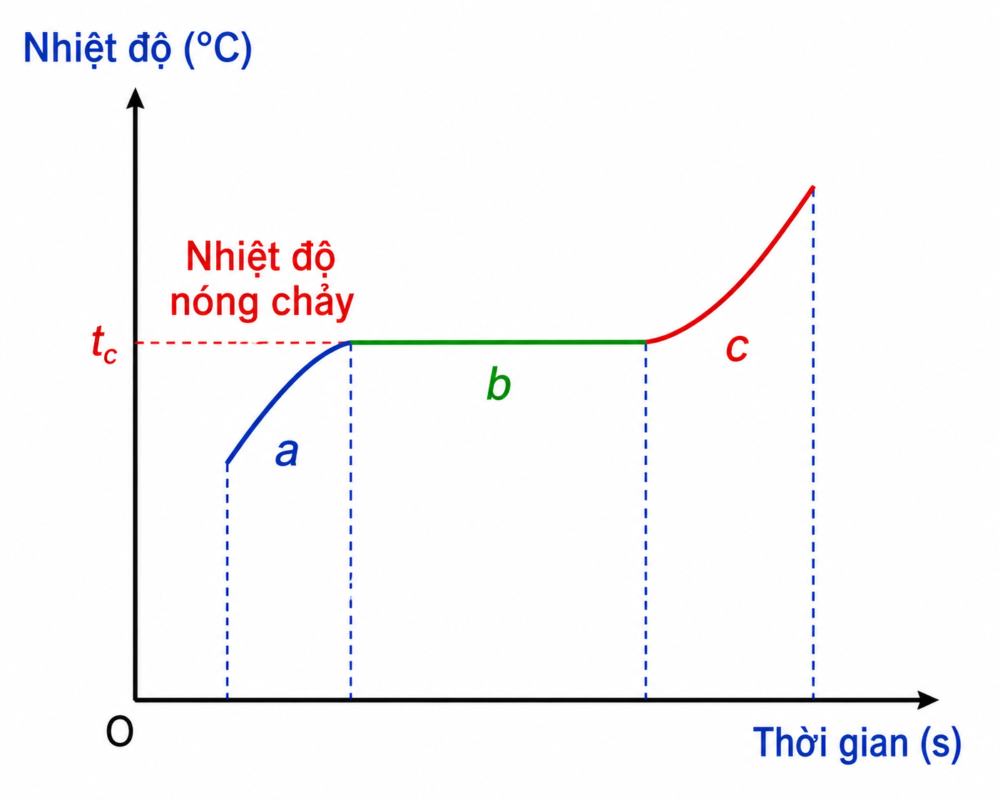 Nhiệt độ (°C)
Nhiệt độ
nóng chảy
tc
b
c
a
O
Thời gian (s)